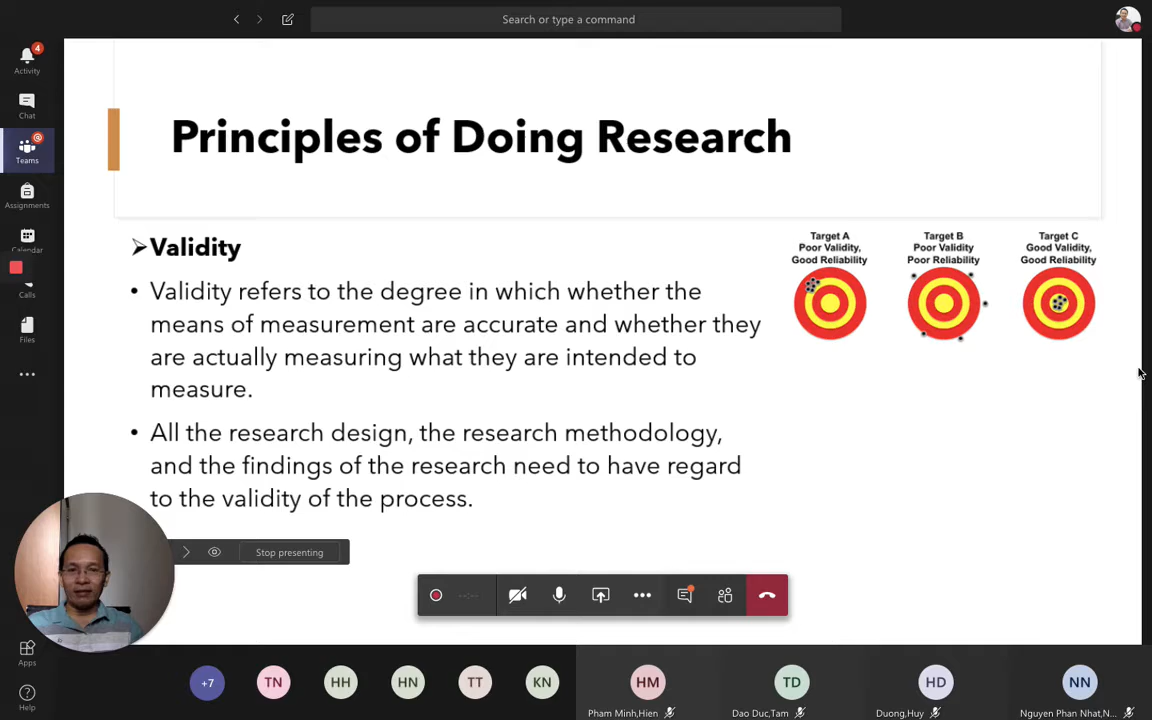 Search or type a command
4
Activity
Chat
Teams
Assignments
Calendar
Calls
Files
Apps
Help
Principles of Doing Research
➢Validity
• Validity refers to the degree in which whether the
means of measurement are accurate and whether they
are actually measuring what they are intended to
measure.
• All the research design, the research methodology,
and the findings of the research need to have regard
to the validity of the process.
Target A
Poor Validity,
Good Reliability
Target B
Poor Validity
Poor Reliability
Target C
Good Validity,
Good Reliability
Stop presenting
--:--
+7
TN
HH
HN
TT
KN
HM
Pham Minh,Hien
TD
Dao Duc,Tam
HD
Duong,Huy
NN
Nguyen Phan Nhat,N...